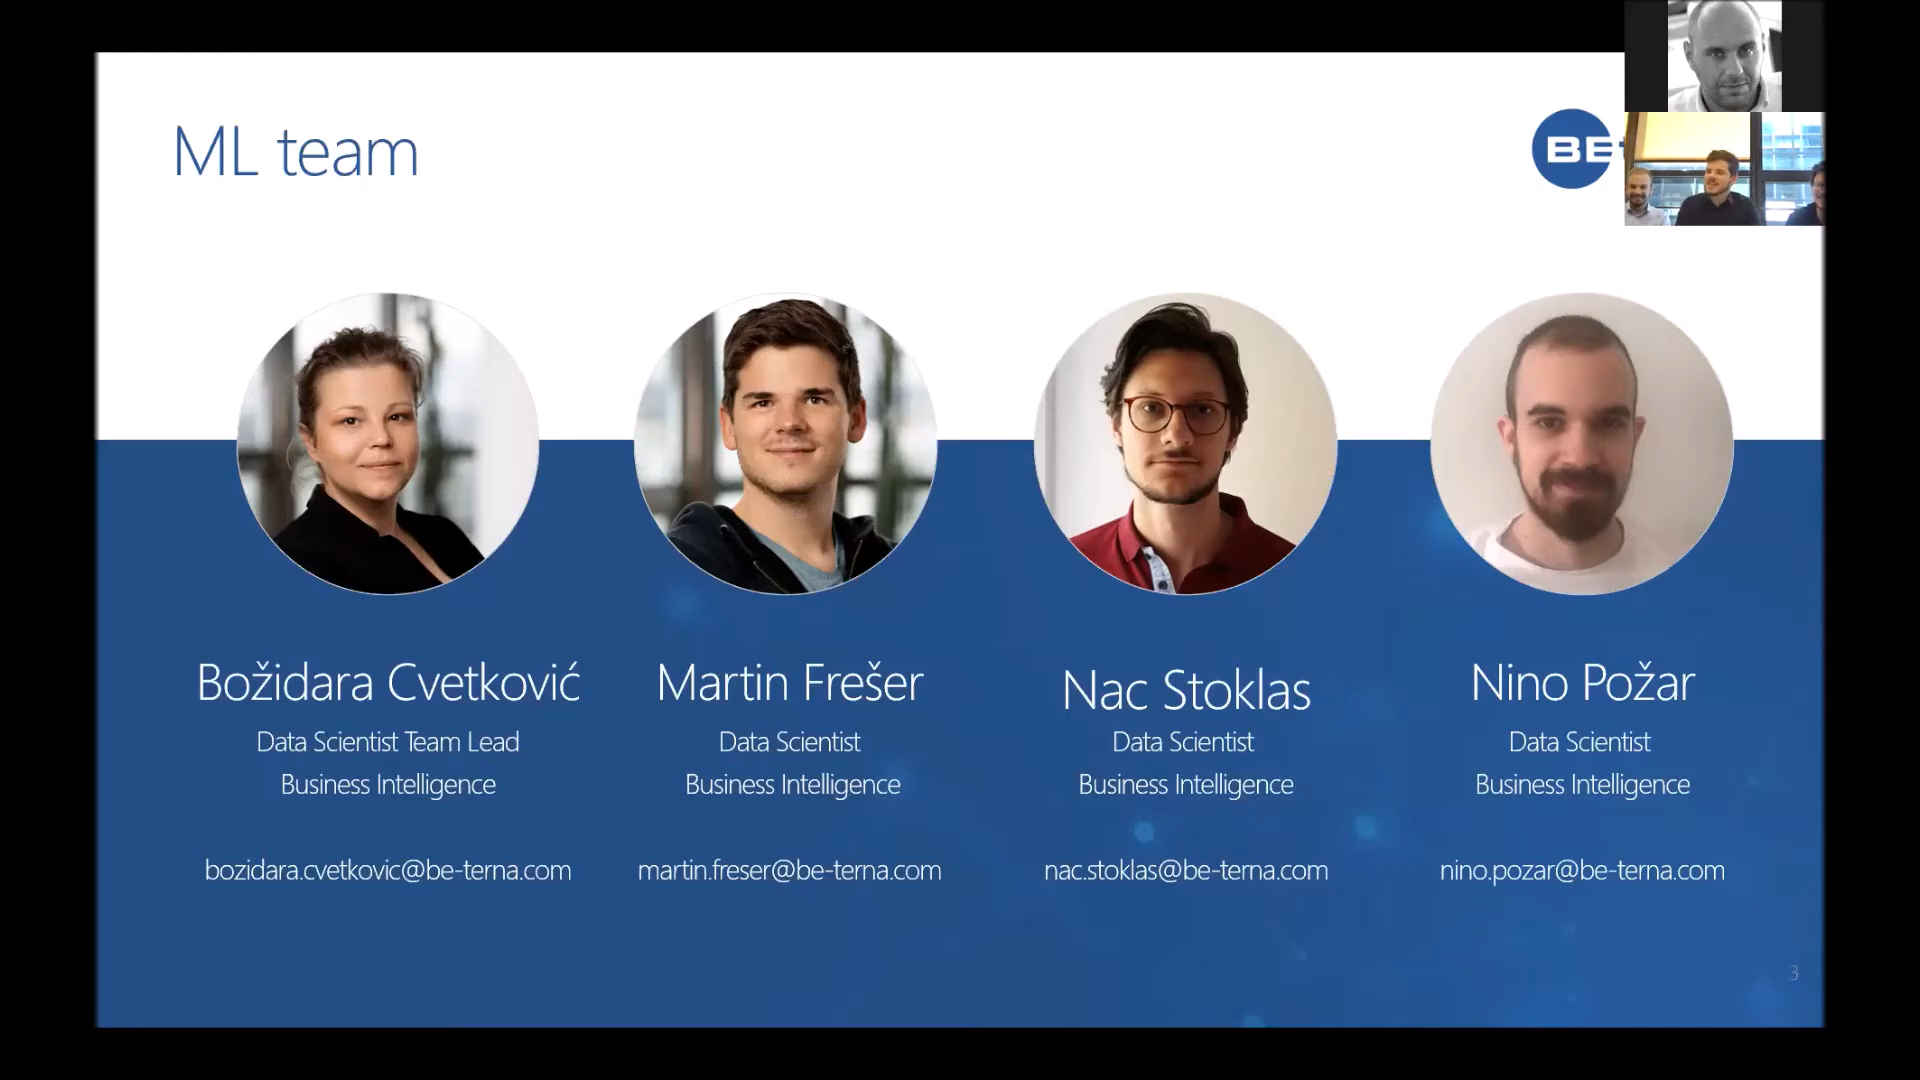 ML team
BE
Božidara Cvetković
Data Scientist Team Lead
Business Intelligence
bozidara.cvetkovic@be-terna.com
Martin Frešer
Data Scientist
Business Intelligence
martin.freser@be-terna.com
Nac Stoklas
Data Scientist
Business Intelligence
nac.stoklas@be-terna.com
Nino Požar
Data Scientist
Business Intelligence
nino.pozar@be-terna.com
3